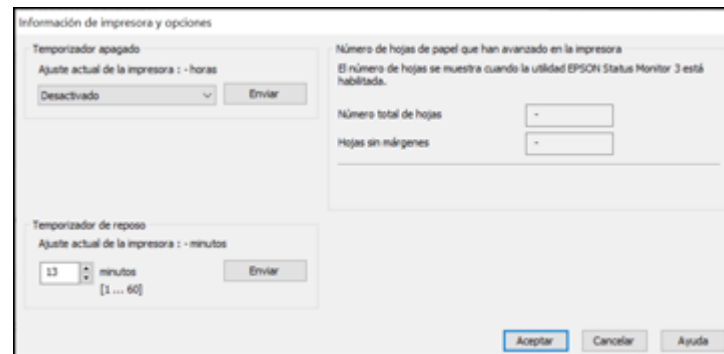 Información de impresora y opciones
Temporizador apagado
Ajuste actual de la impresora : - horas
Desactivado
Enviar
Número de hojas de papel que han avanzado en la impresora
El número de hojas se muestra cuando la utilidad EPSON Status Monitor 3 está
habilitada.
Número total de hojas
-
Hojas sin márgenes
-
Temporizador de reposo
Ajuste actual de la impresora : - minutos
13
minutos
Enviar
[1 ... 60]
Aceptar
Cancelar
Ayuda